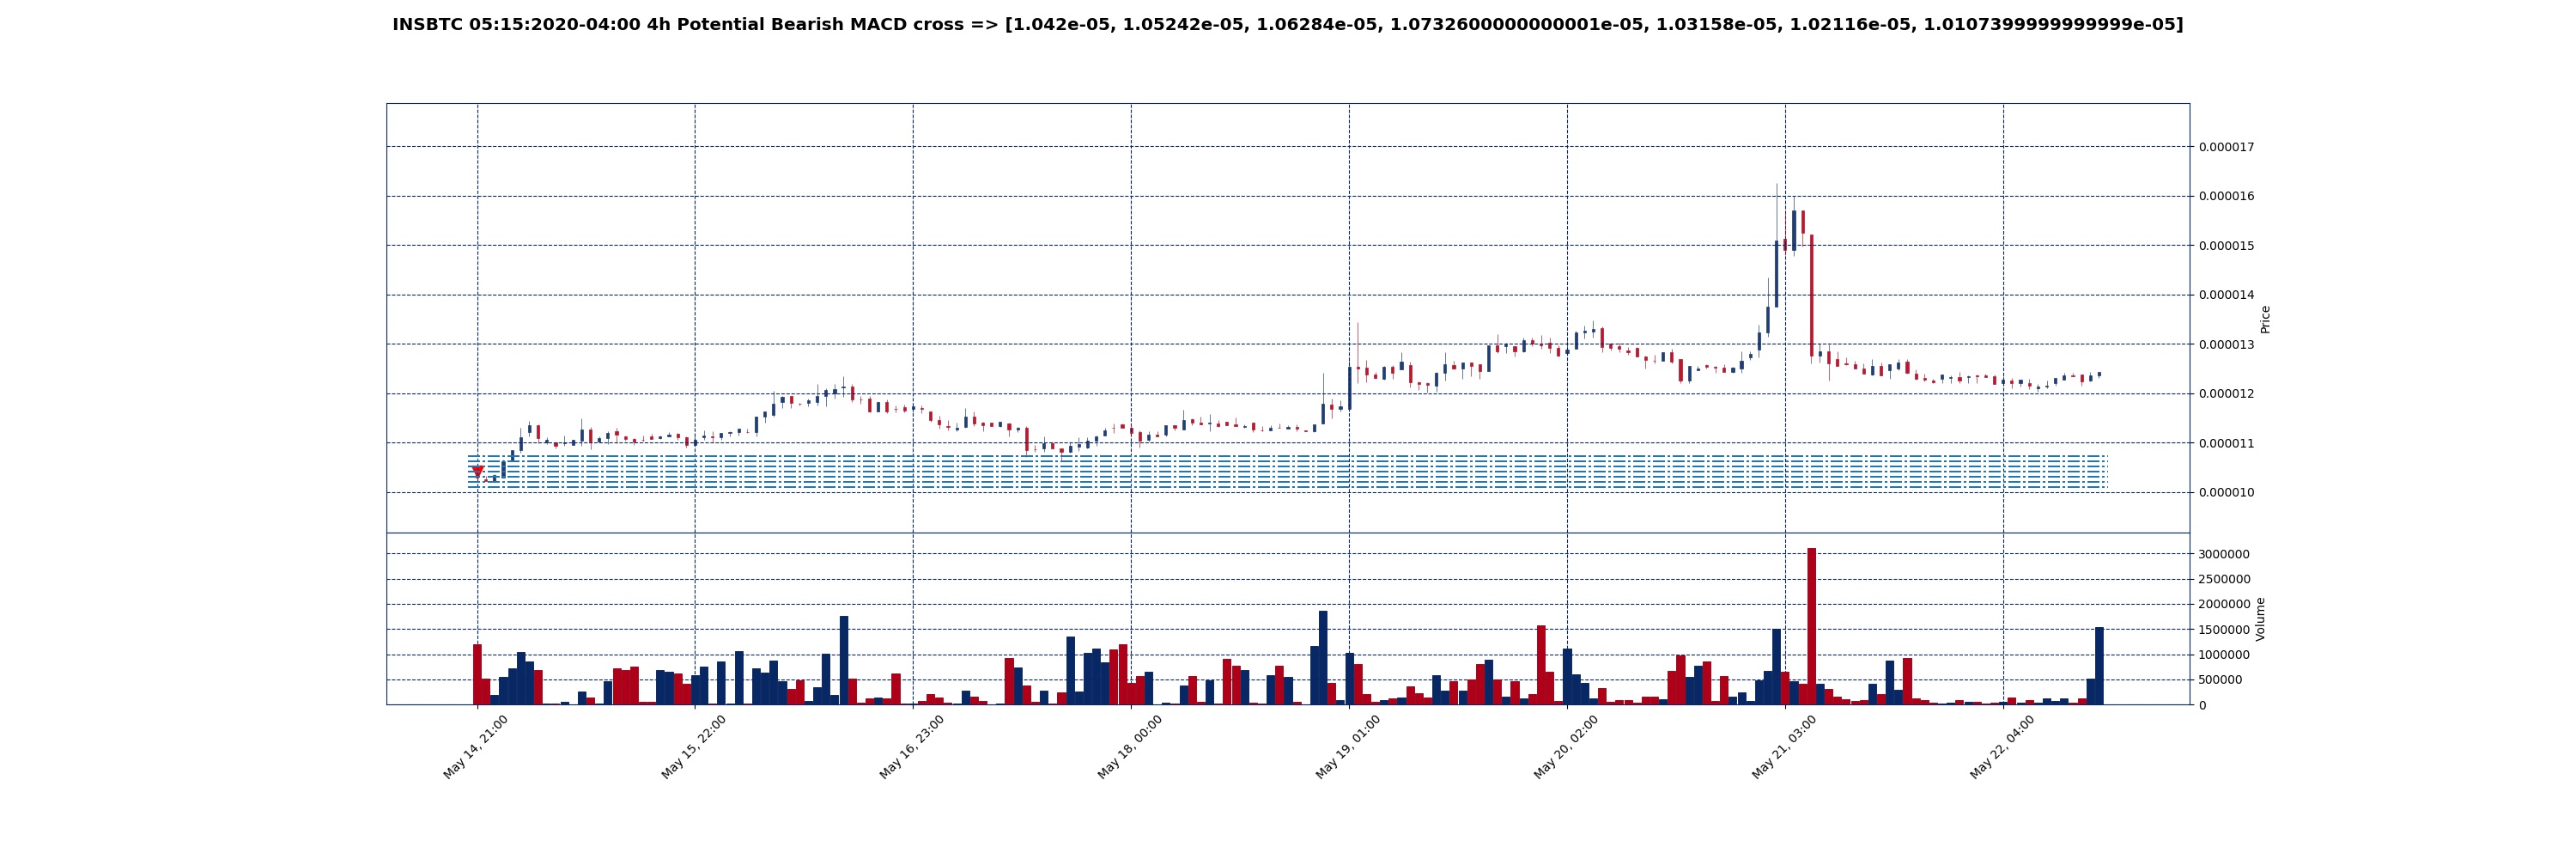 INSBTC 05:15:2020-04:00 4h Potential Bearish MACD cross => [1.042e-05, 1.05242e-05, 1.06284e-05, 1.0732600000000001e-05, 1.03158e-05, 1.02116e-05, 1.0107399999999999e-05]
0.000017
0.000016
0.000015
0.000014
0.000013
0.000012
0.000011
0.000010
Price
3000000
2500000
2000000
1500000
1000000
500000
0
Volume
May 14, 21:00
May 15, 22:00
May 16, 23:00
May 18, 00:00
May 19, 01:00
May 20, 02:00
May 21, 03:00
May 22, 04:00